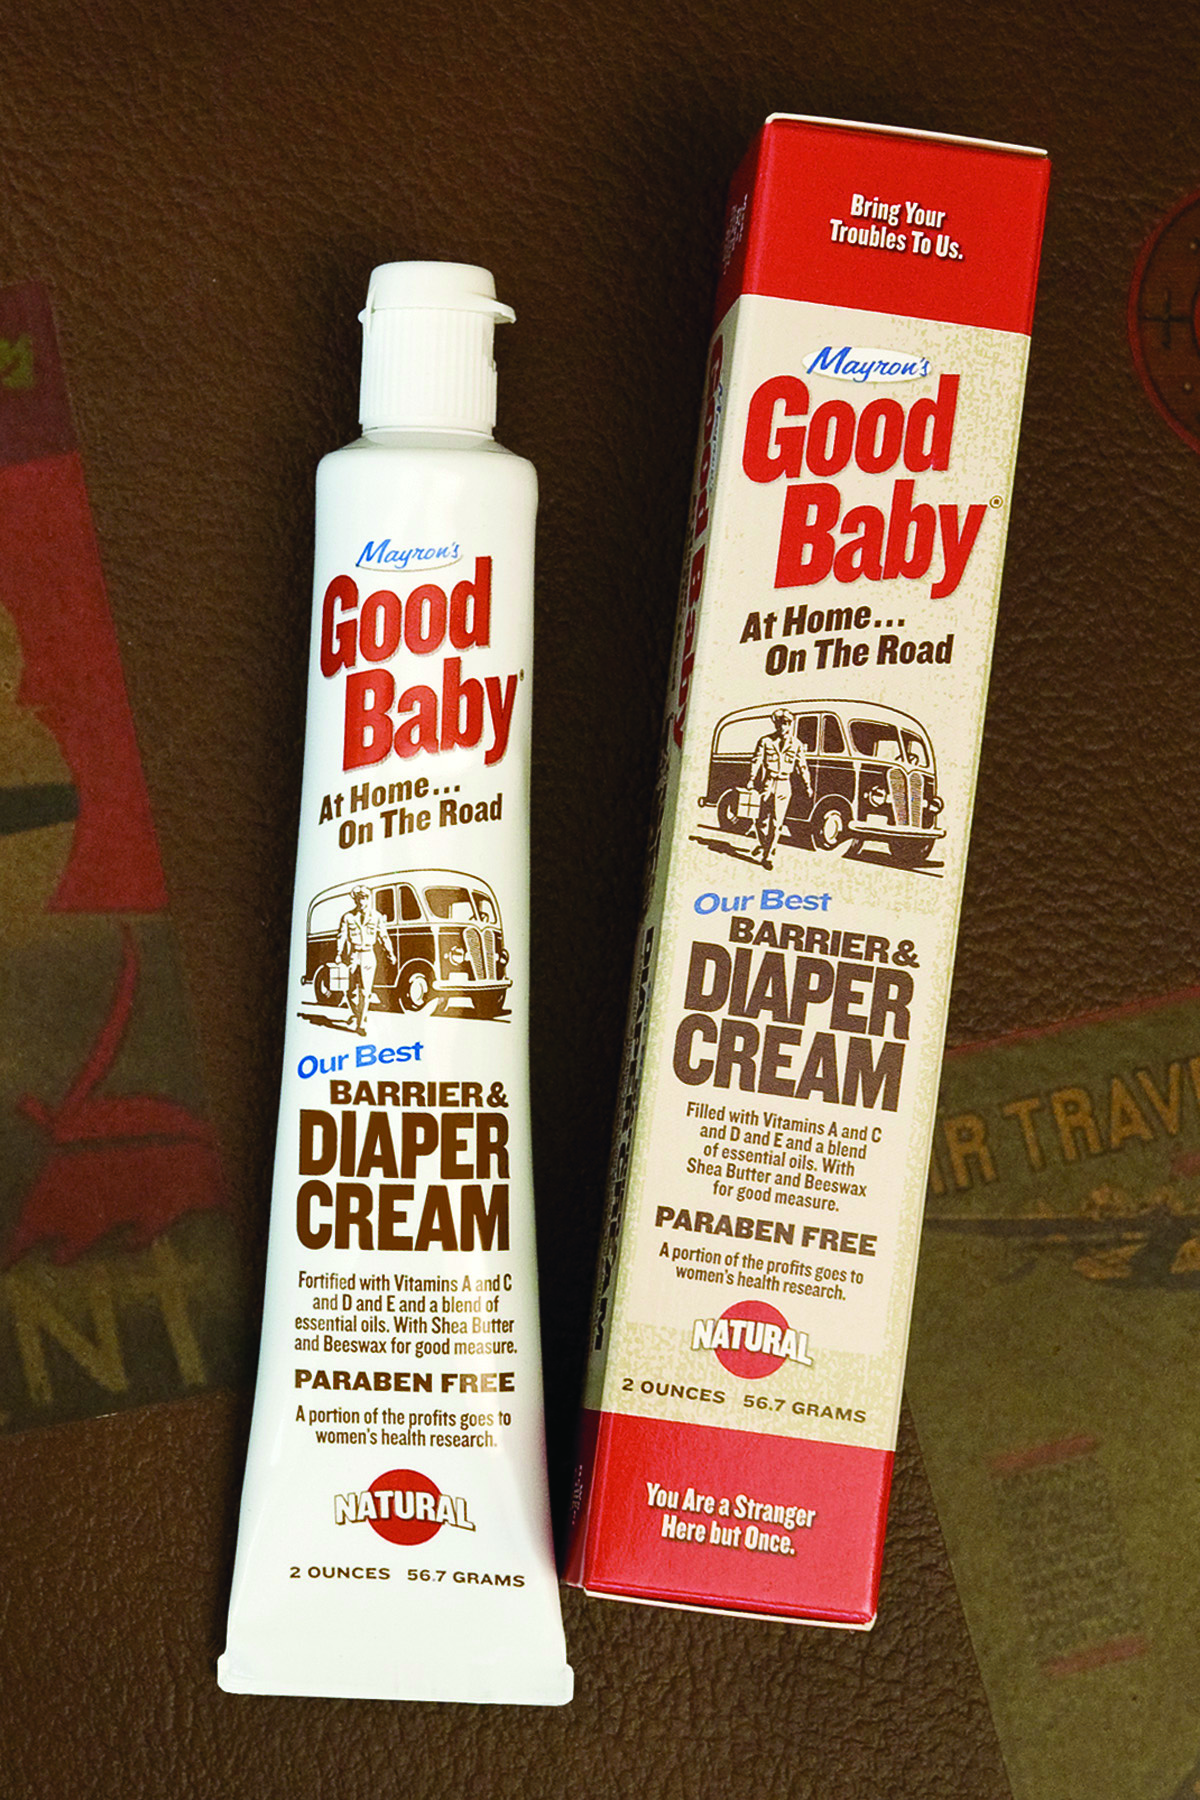 Mayron's
Good
Baby
At Home...
On The Road
Our Best
BARRIER &
DIAPER
CREAM
Fortified with Vitamins A and C
and D and E and a blend of
essential oils. With Shea Butter
and Beeswax for good measure.
PARABEN FREE
A portion of the profits goes to
women's health research.
NATURAL
2 OUNCES 56.7 GRAMS
Bring Your
Troubles To Us.
Mayron's
Good
Baby®
At Home...
On The Road
Our Best
BARRIER &
DIAPER
CREAM
Filled with Vitamins A and C
and D and E and a blend
of essential oils. With
Shea Butter and Beeswax
for good measure.
PARABEN FREE
A portion of the profits goes to
women's health research.
NATURAL
2 OUNCES 56.7 GRAMS
You Are a Stranger
Here but Once.